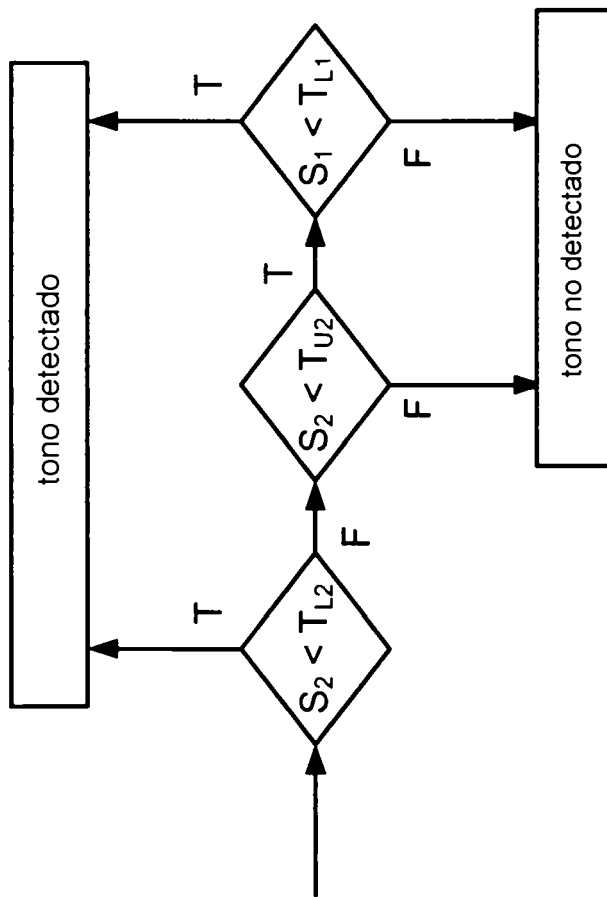 tono detectado
T
T
S₂ < T_L2
F
S₂ < T_U2
T
S₁ < T_L1
F
F
tono no detectado